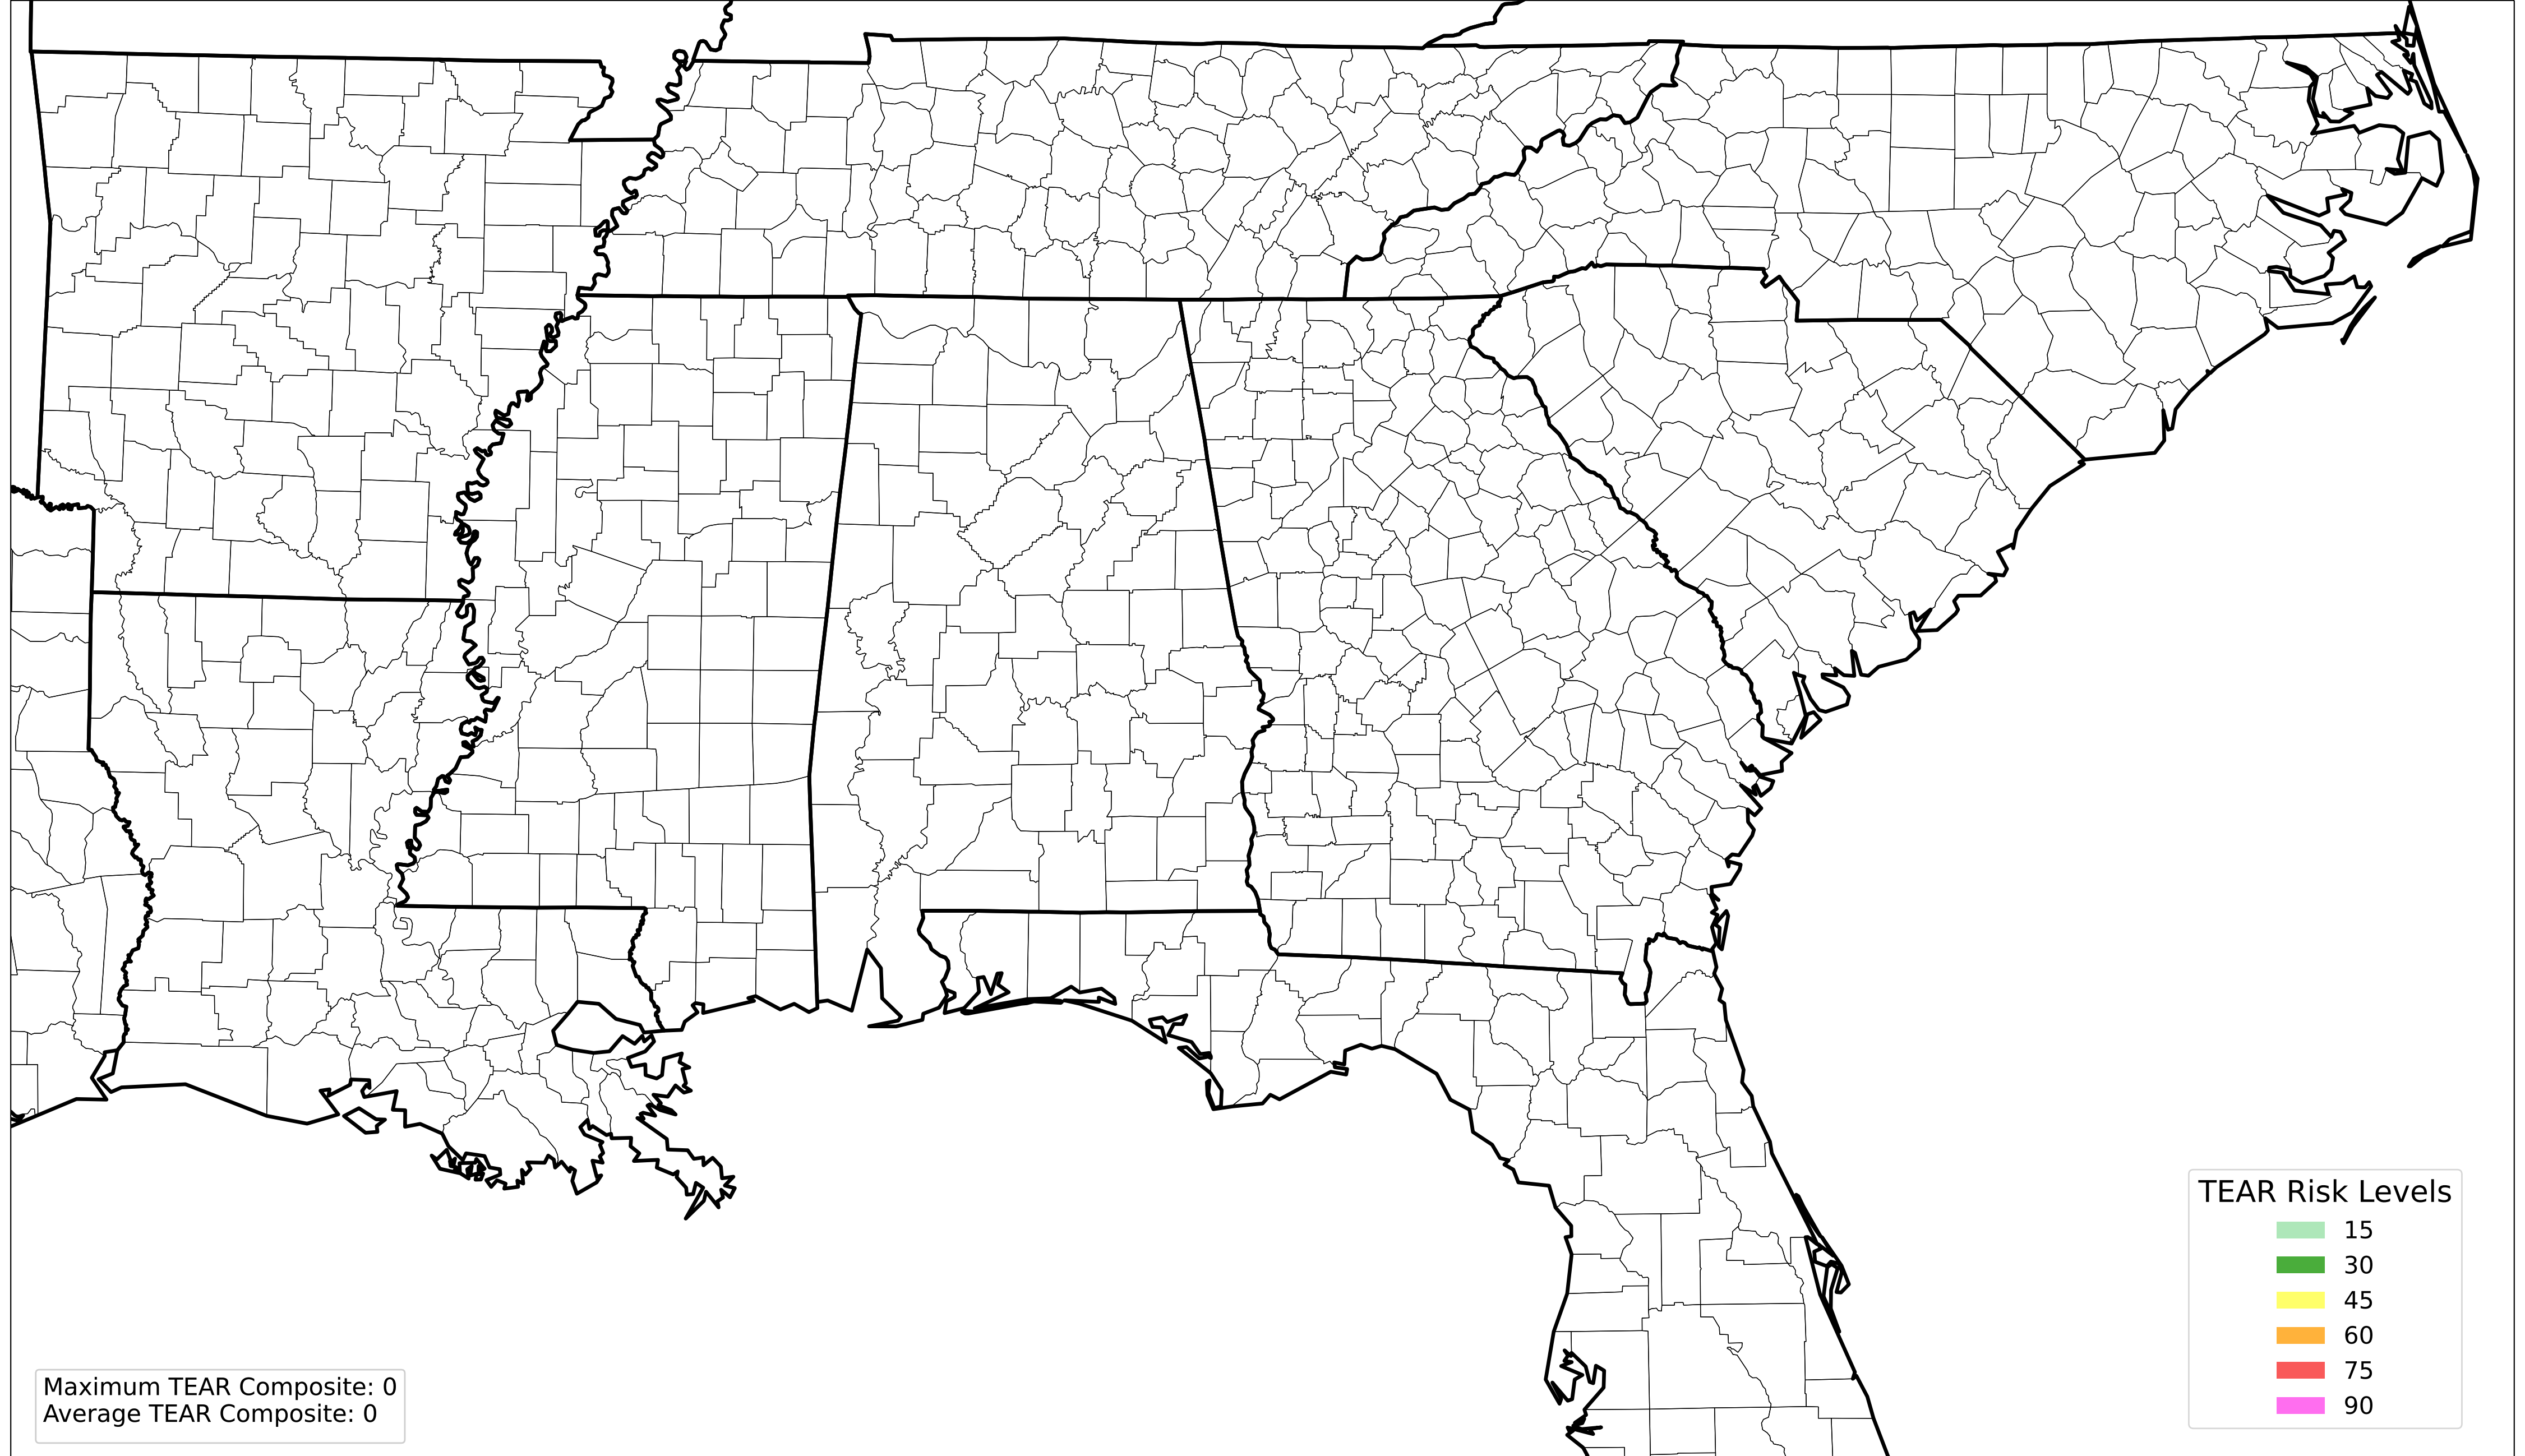 TEAR Risk Levels
15
30
45
60
75
90
Maximum TEAR Composite: 0
Average TEAR Composite: 0